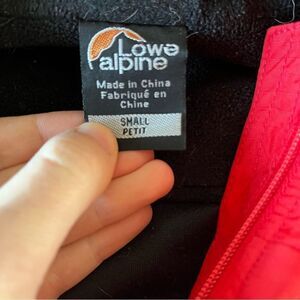 Lowe
alpine
Made in China
Fabriqué en
Chine
SMALL
PETIT